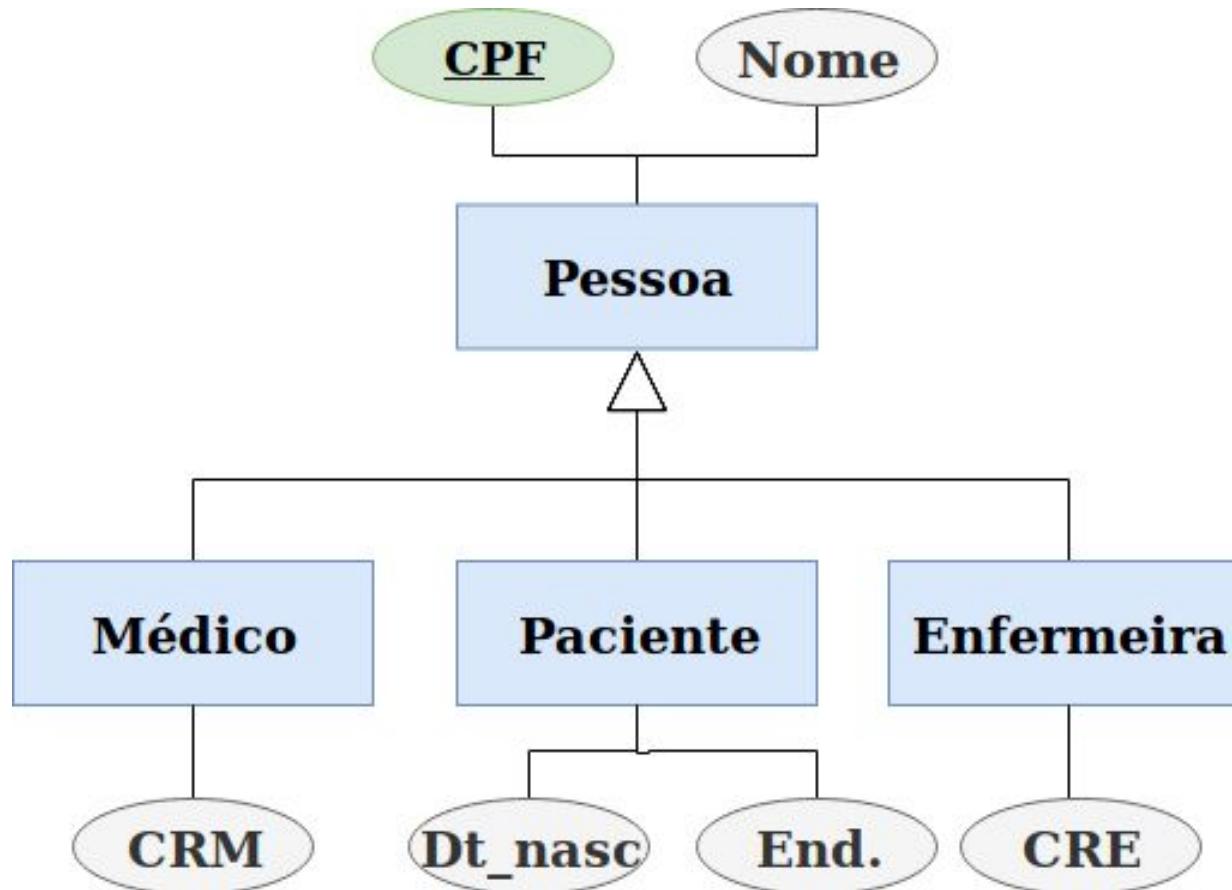 CPF
Nome
Pessoa
Médico
Paciente
Enfermeira
CRM
Dt_nasc
End.
CRE